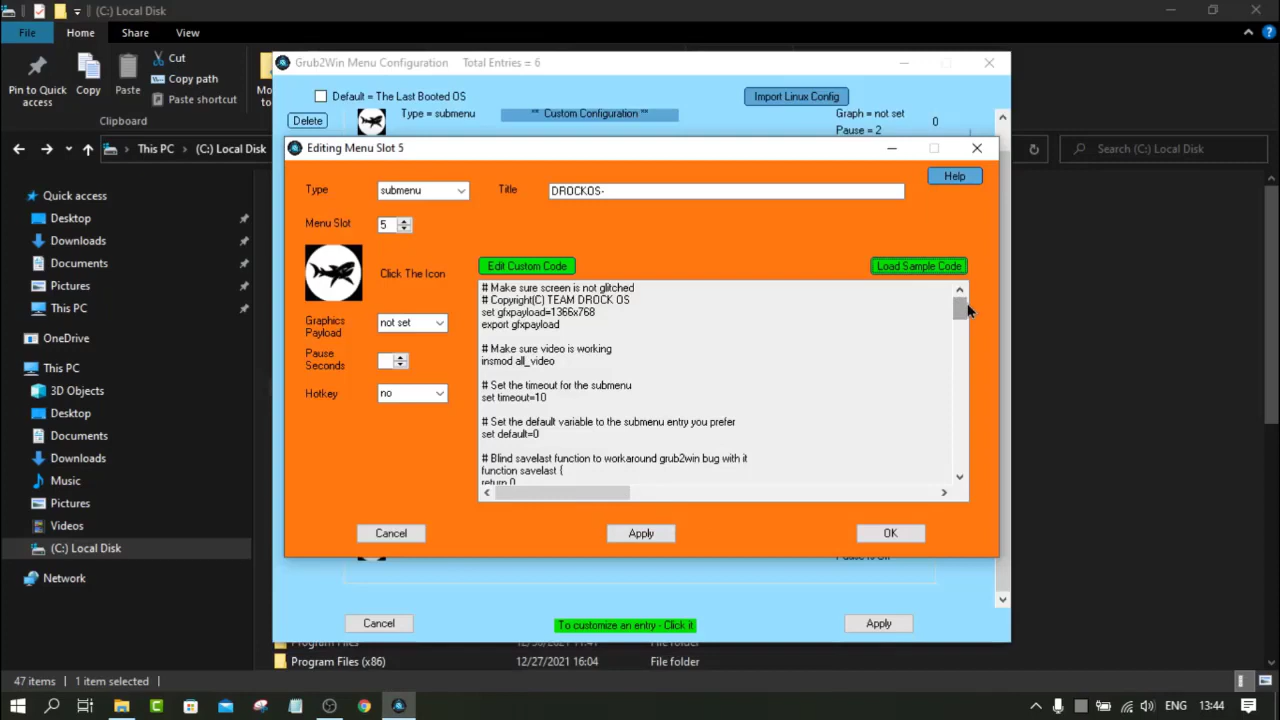 (C:) Local Disk
File
Home
Share
View
Pin to Quick access
Copy
Paste
Cut
Copy path
Paste shortcut
Clipboard
Grub2Win Menu Configuration Total Entries = 6
Default = The Last Booted OS
Import Linux Config
Delete
Type = submenu
** Custom Configuration **
Graph = not set
0
Pause = 2
This PC
(C:) Local Disk
Search (C:) Local Disk
Editing Menu Slot 5
Help
Type
submenu
Title
DROCKOS-
Menu Slot
5
Click The Icon
Edit Custom Code
Load Sample Code
Graphics
Payload
not set
Pause
Seconds
Hotkey
no
# Make sure screen is not glitched
# Copyright(C) TEAM DROCK OS
set gfxpayload=1366x768
export gfxpayload
# Make sure video is working
insmod all_video
# Set the timeout for the submenu
set timeout=10
# Set the default variable to the submenu entry you prefer
set default=0
# Blind savelast function to workaround grub2win bug with it
function savelast {
return 0
Cancel
Apply
OK
Cancel
To customize an entry - Click it
Apply
Quick access
Desktop
Downloads
Documents
Pictures
This PC
OneDrive
This PC
3D Objects
Desktop
Documents
Downloads
Music
Pictures
Videos
(C:) Local Disk
Network
Program Files
File folder
Program Files (x86)
12/27/2021 16:04
File folder
47 items
1 item selected
ENG
13:44